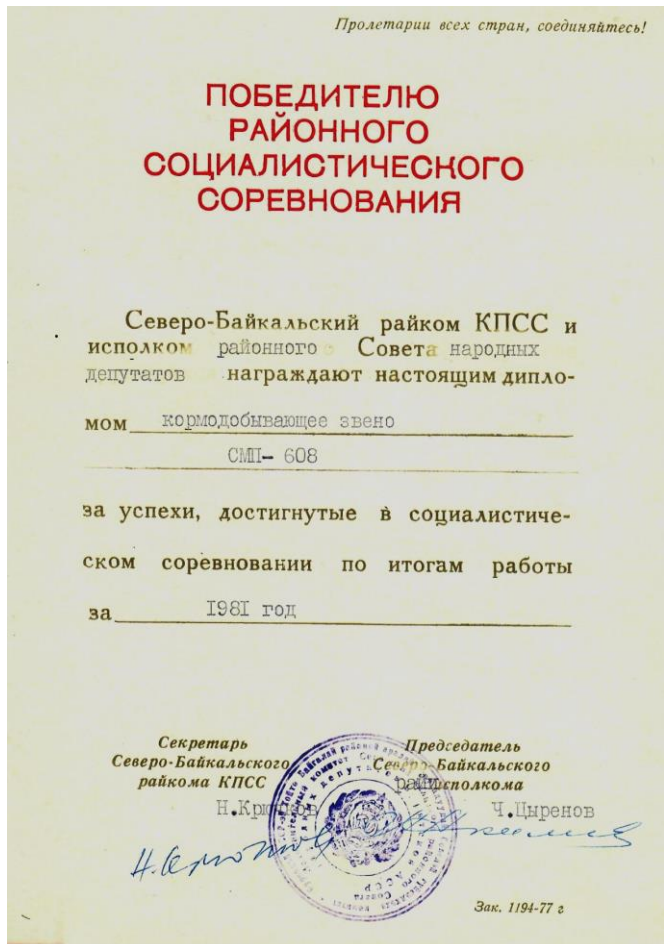 Пролетарии всех стран, соединяйтесь!
ПОБЕДИТЕЛЮ
РАЙОННОГО
СОЦИАЛИСТИЧЕСКОГО
СОРЕВНОВАНИЯ
Северо-Байкальский райком КПСС и
исполком районного Совета народных
депутатов награждают настоящим дипло-
мом кормодобывающее звено
СМП- 608
за успехи, достигнутые в социалистиче-
ском соревновании по итогам работы
за 1981 год
Секретарь
Северо-Байкальского
райкома КПСС
Н.Крючков
Председатель
Северо-Байкальского
райисполкома
Ч.Цыренов
Зак. 1194-77 г